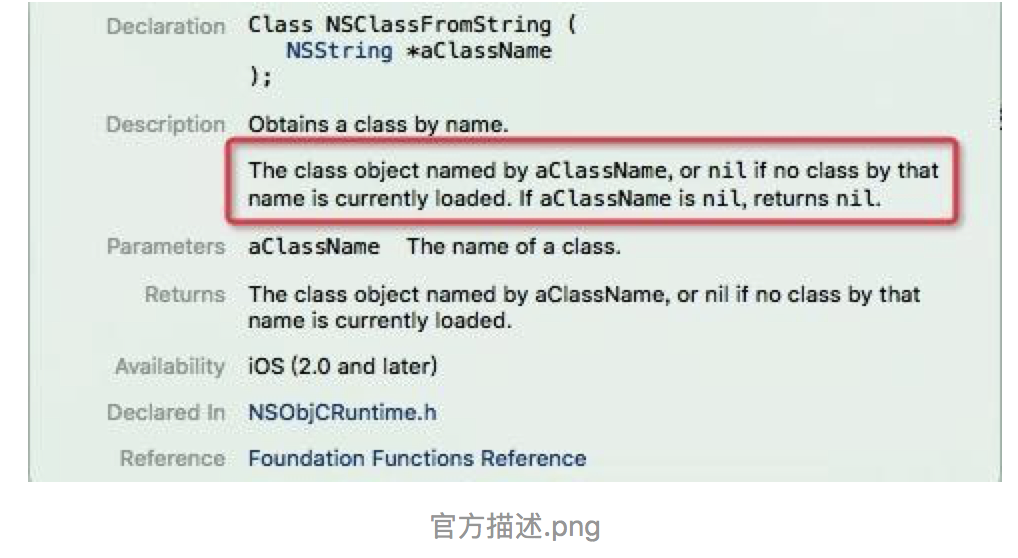 Declaration Class NSClassFromString (
NSString *aClassName
);
Description Obtains a class by name.
The class object named by aClassName, or nil if no class by that
name is currently loaded. If aClassName is nil, returns nil.
Parameters aClassName The name of a class.
Returns The class object named by aClassName, or nil if no class by that
name is currently loaded.
Availability iOS (2.0 and later)
Declared In NSObjCRuntime.h
Reference Foundation Functions Reference
官方描述.png